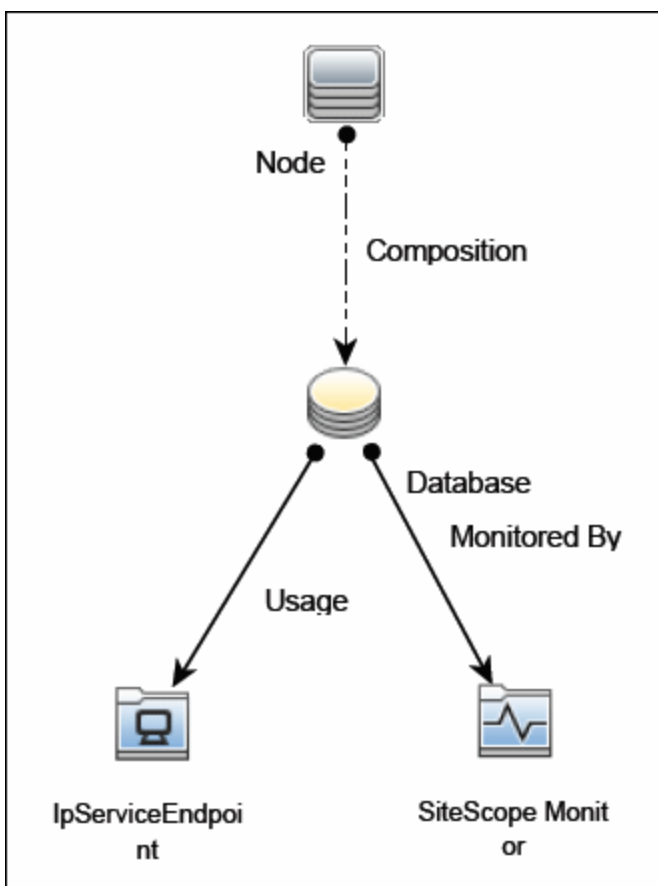 Node
Composition
Database
Monitored By
Usage
IpServiceEndpoi
nt
SiteScope Monit
or